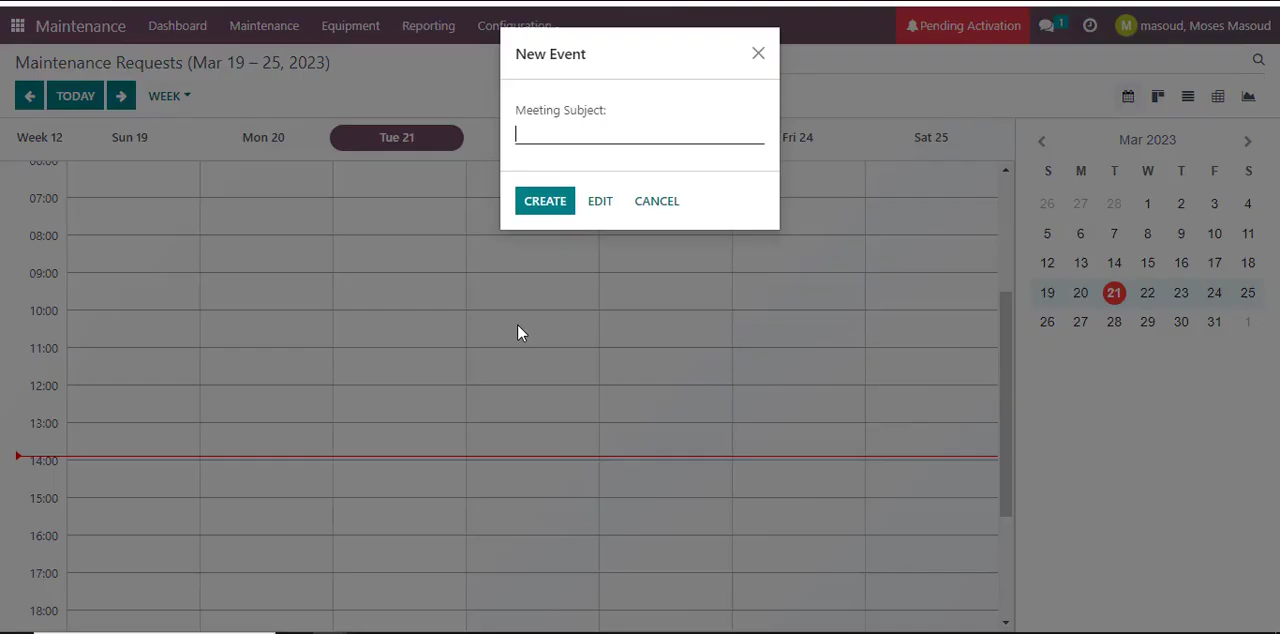 Maintenance Dashboard Maintenance Equipment Reporting Configuration Pending Activation 1 M masoud, Moses Masoud
Maintenance Requests (Mar 19 – 25, 2023)
TODAY WEEK
New Event
Meeting Subject:
CREATE EDIT CANCEL
Week 12 Sun 19 Mon 20 Tue 21 Fri 24 Sat 25
06:00
07:00
08:00
09:00
10:00
11:00
12:00
13:00
14:00
15:00
16:00
17:00
18:00
Mar 2023
S M T W T F S
26 27 28 1 2 3 4
5 6 7 8 9 10 11
12 13 14 15 16 17 18
19 20 21 22 23 24 25
26 27 28 29 30 31 1